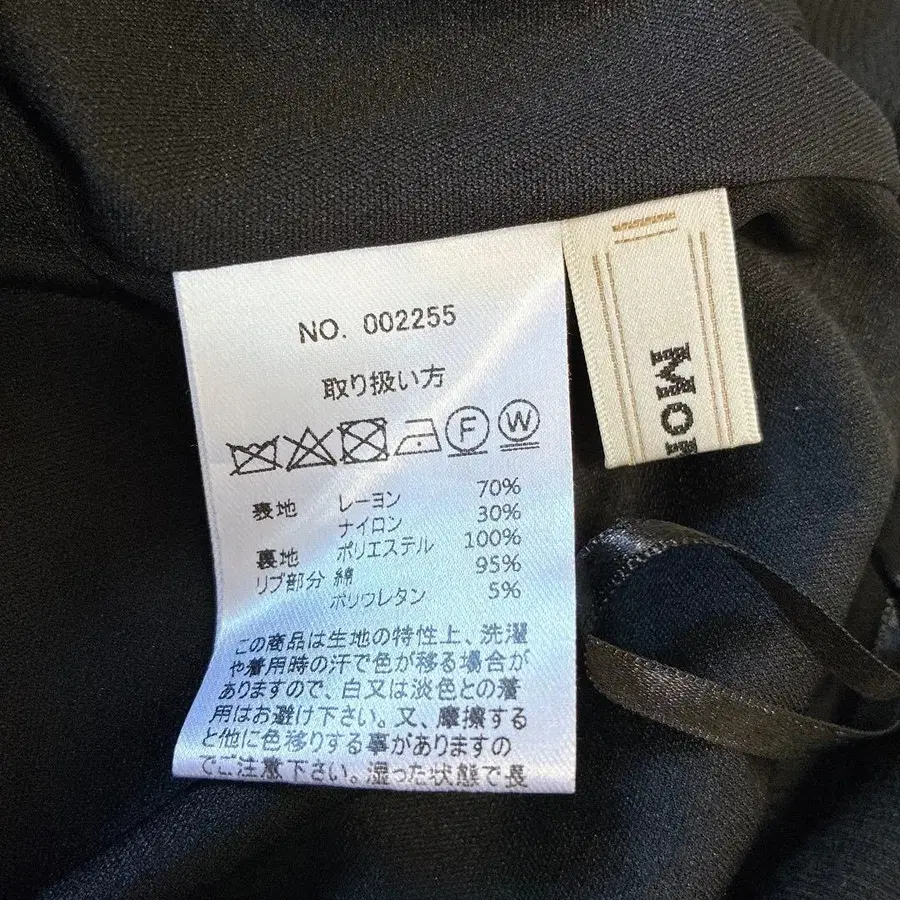 NO. 002255
取り扱い方
F W
表地 レーヨン 70%
ナイロン 30%
裏地 ポリエステル 100%
リブ部分 綿 95%
ポリウレタン 5%
この商品は生地の特性上、洗濯
や着用時の汗で色が移る場合が
ありますので、白又は淡色との着
用はお避け下さい。又、摩擦する
と他に色移りする事がありますの
でご注意下さい。湿った状態で長